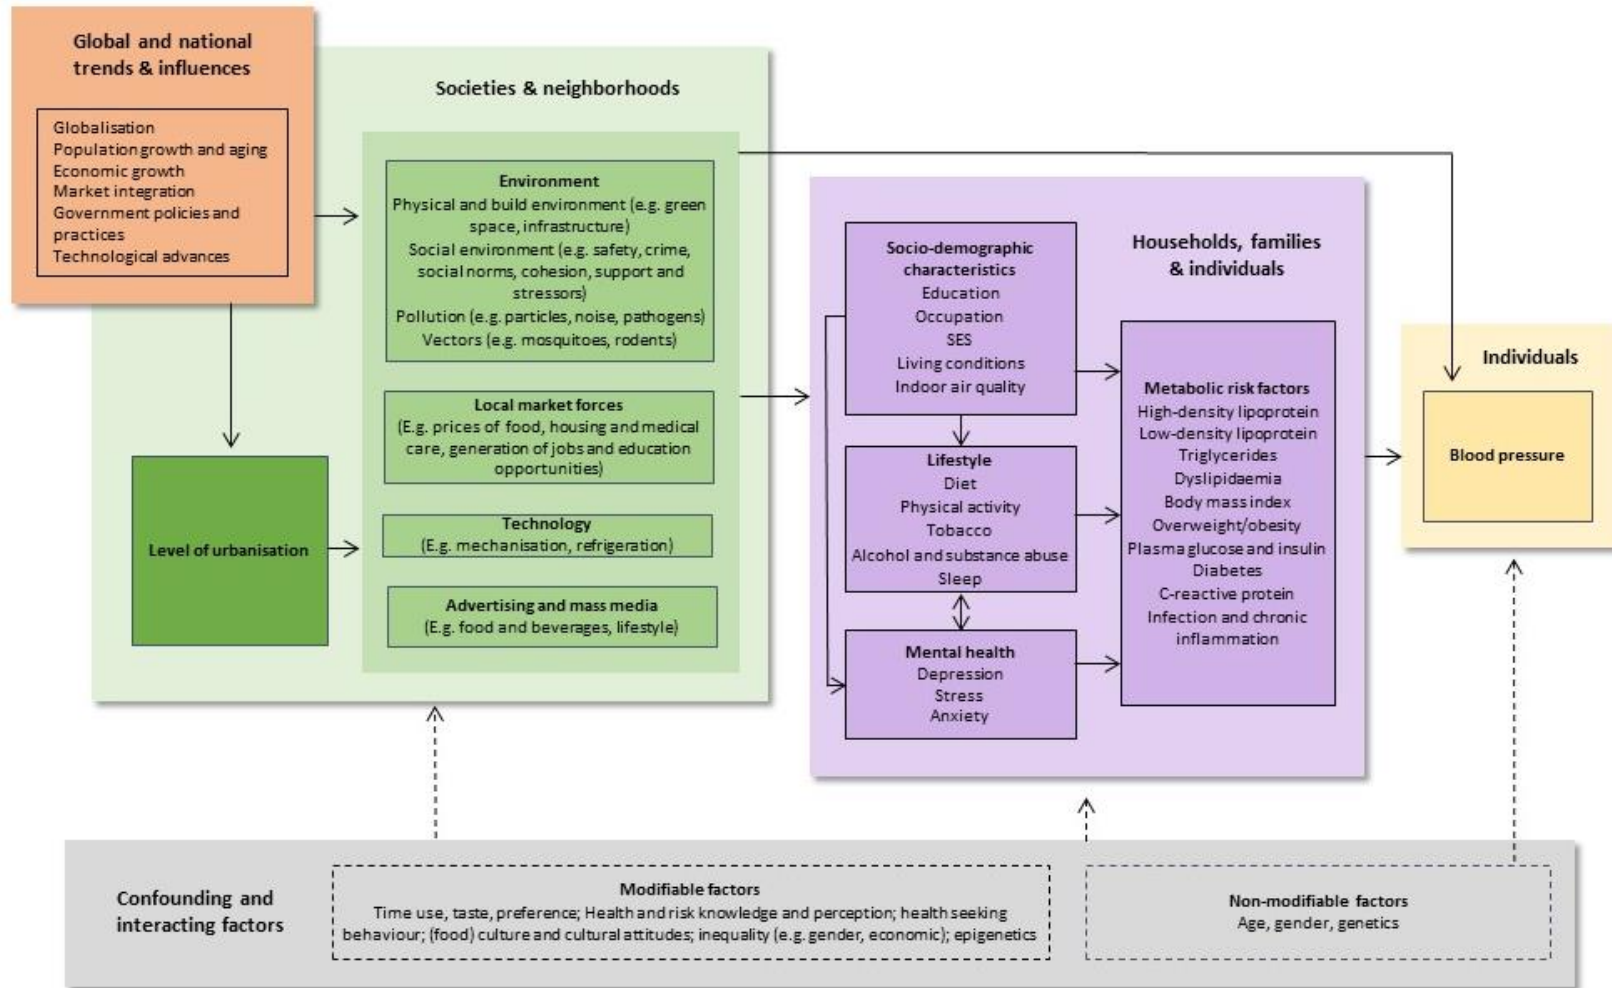 Global and national
trends & influences
Globalisation
Population growth and aging
Economic growth
Market integration
Government policies and
practices
Technological advances
Societies & neighborhoods
Level of urbanisation
Environment
Physical and build environment (e.g. green
space, infrastructure)
Social environment (e.g. safety, crime,
social norms, cohesion, support and
stressors)
Pollution (e.g. particles, noise, pathogens)
Vectors (e.g. mosquitoes, rodents)
Local market forces
(E.g. prices of food, housing and medical
care, generation of jobs and education
opportunities)
Technology
(E.g. mechanisation, refrigeration)
Advertising and mass media
(E.g. food and beverages, lifestyle)
Households, families
& individuals
Socio-demographic
characteristics
Education
Occupation
SES
Living conditions
Indoor air quality
Lifestyle
Diet
Physical activity
Tobacco
Alcohol and substance abuse
Sleep
Mental health
Depression
Stress
Anxiety
Metabolic risk factors
High-density lipoprotein
Low-density lipoprotein
Triglycerides
Dyslipidaemia
Body mass index
Overweight/obesity
Plasma glucose and insulin
Diabetes
C-reactive protein
Infection and chronic
inflammation
Individuals
Blood pressure
Confounding and
interacting factors
Modifiable factors
Time use, taste, preference; Health and risk knowledge and perception; health seeking
behaviour; (food) culture and cultural attitudes; inequality (e.g. gender, economic); epigenetics
Non-modifiable factors
Age, gender, genetics